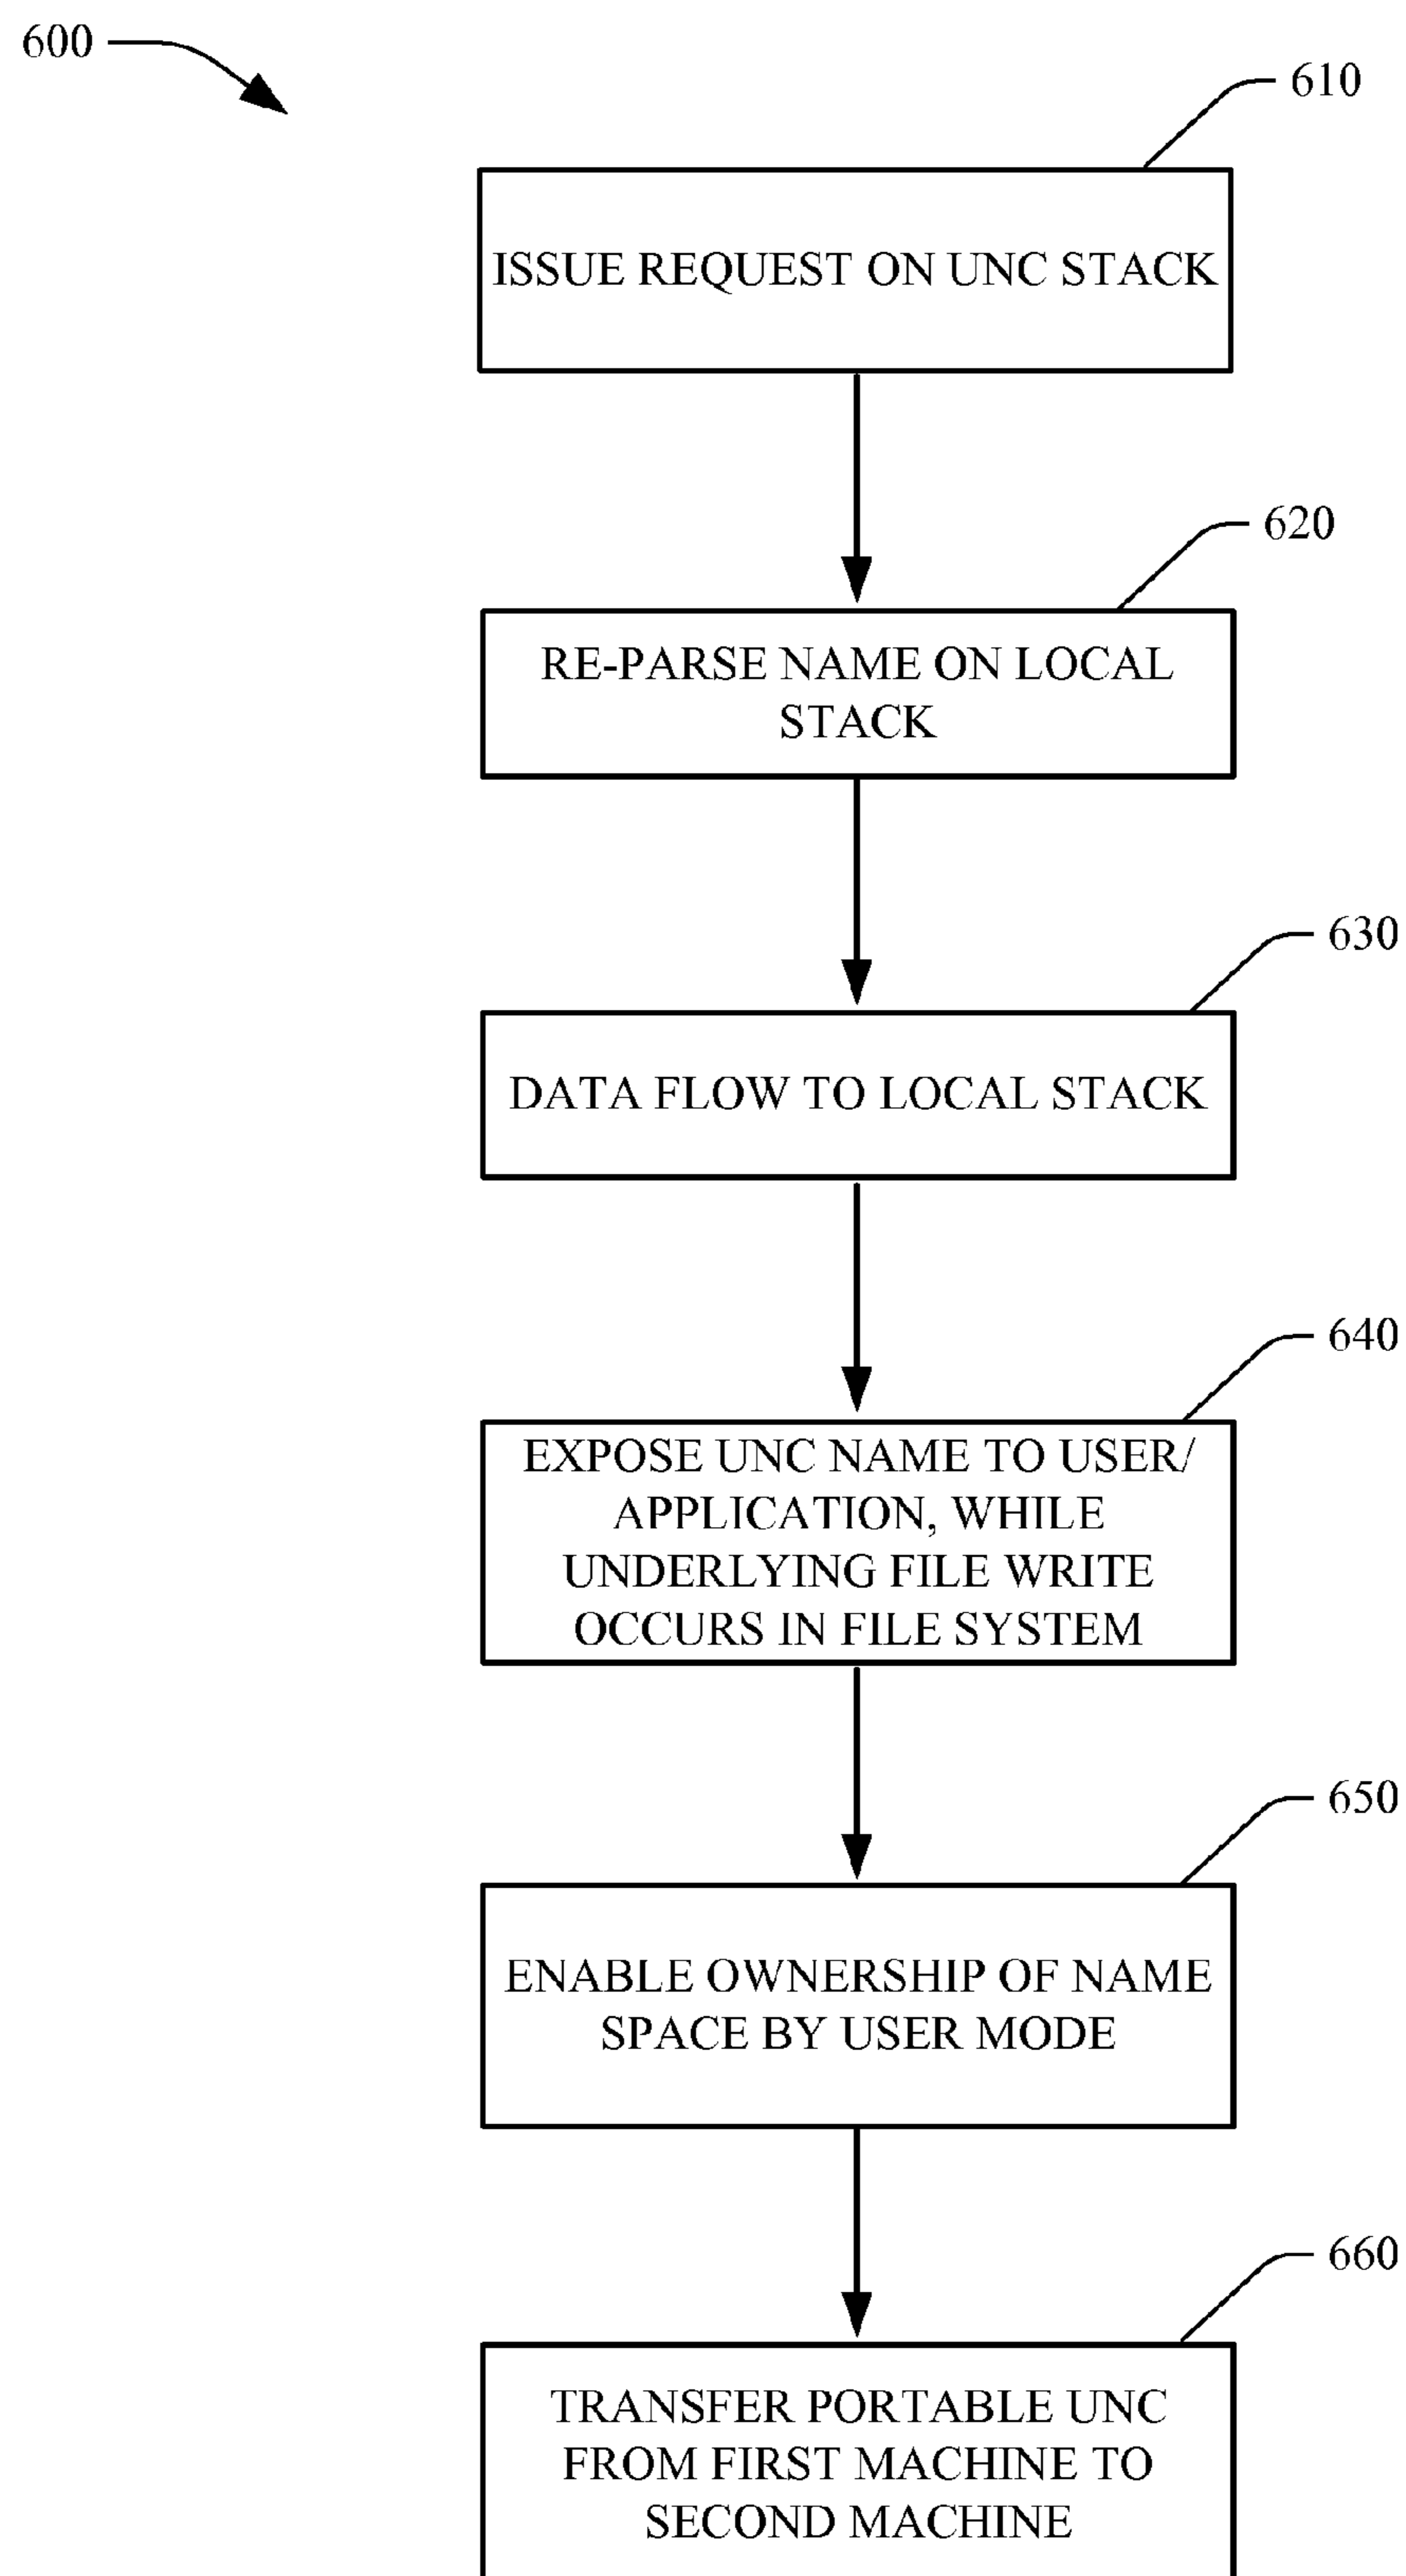 600
610
ISSUE REQUEST ON UNC STACK
620
RE-PARSE NAME ON LOCAL
STACK
630
DATA FLOW TO LOCAL STACK
640
EXPOSE UNC NAME TO USER/
APPLICATION, WHILE
UNDERLYING FILE WRITE
OCCURS IN FILE SYSTEM
650
ENABLE OWNERSHIP OF NAME
SPACE BY USER MODE
660
TRANSFER PORTABLE UNC
FROM FIRST MACHINE TO
SECOND MACHINE